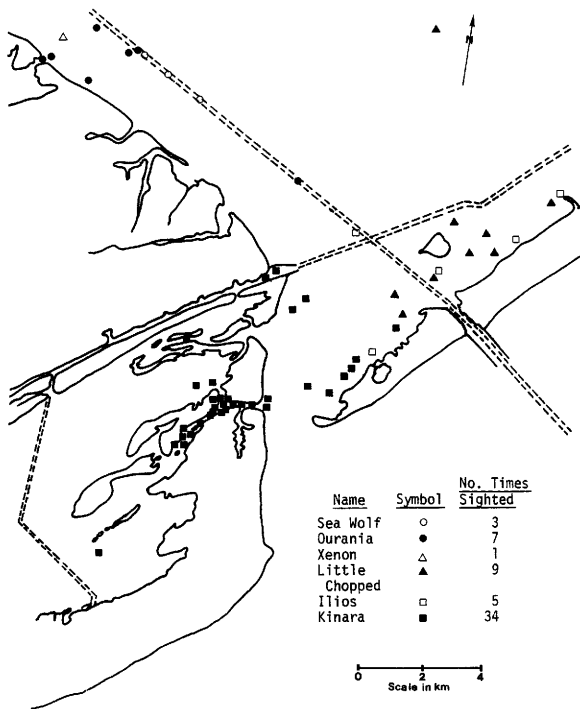 N
No. Times
Name Symbol Sighted
Sea Wolf 3
Ourania 7
Xenon 1
Little 9
Chopped
Ilios 5
Kinara 34
0 2 4
Scale in km